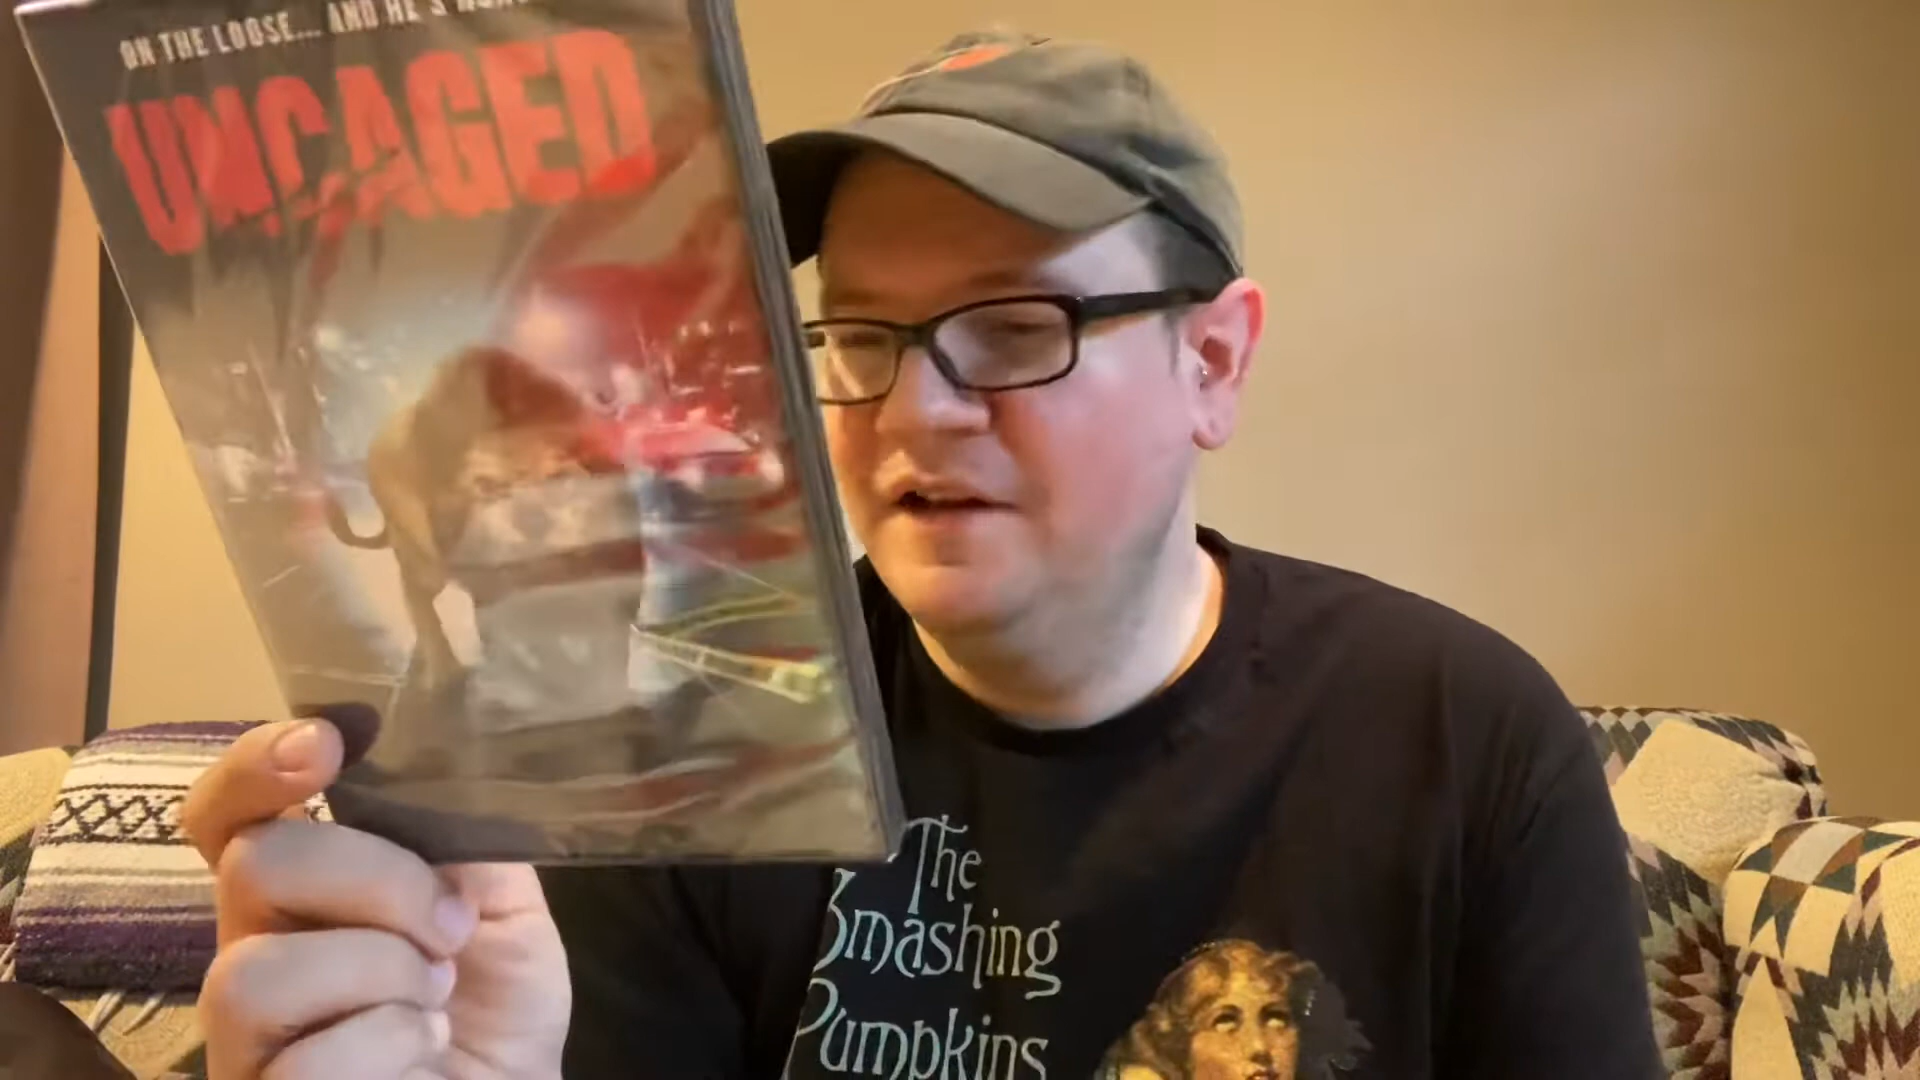 ON THE LOOSE... AND HE'S
UNCAGED
The
Smashing
Pumpkins